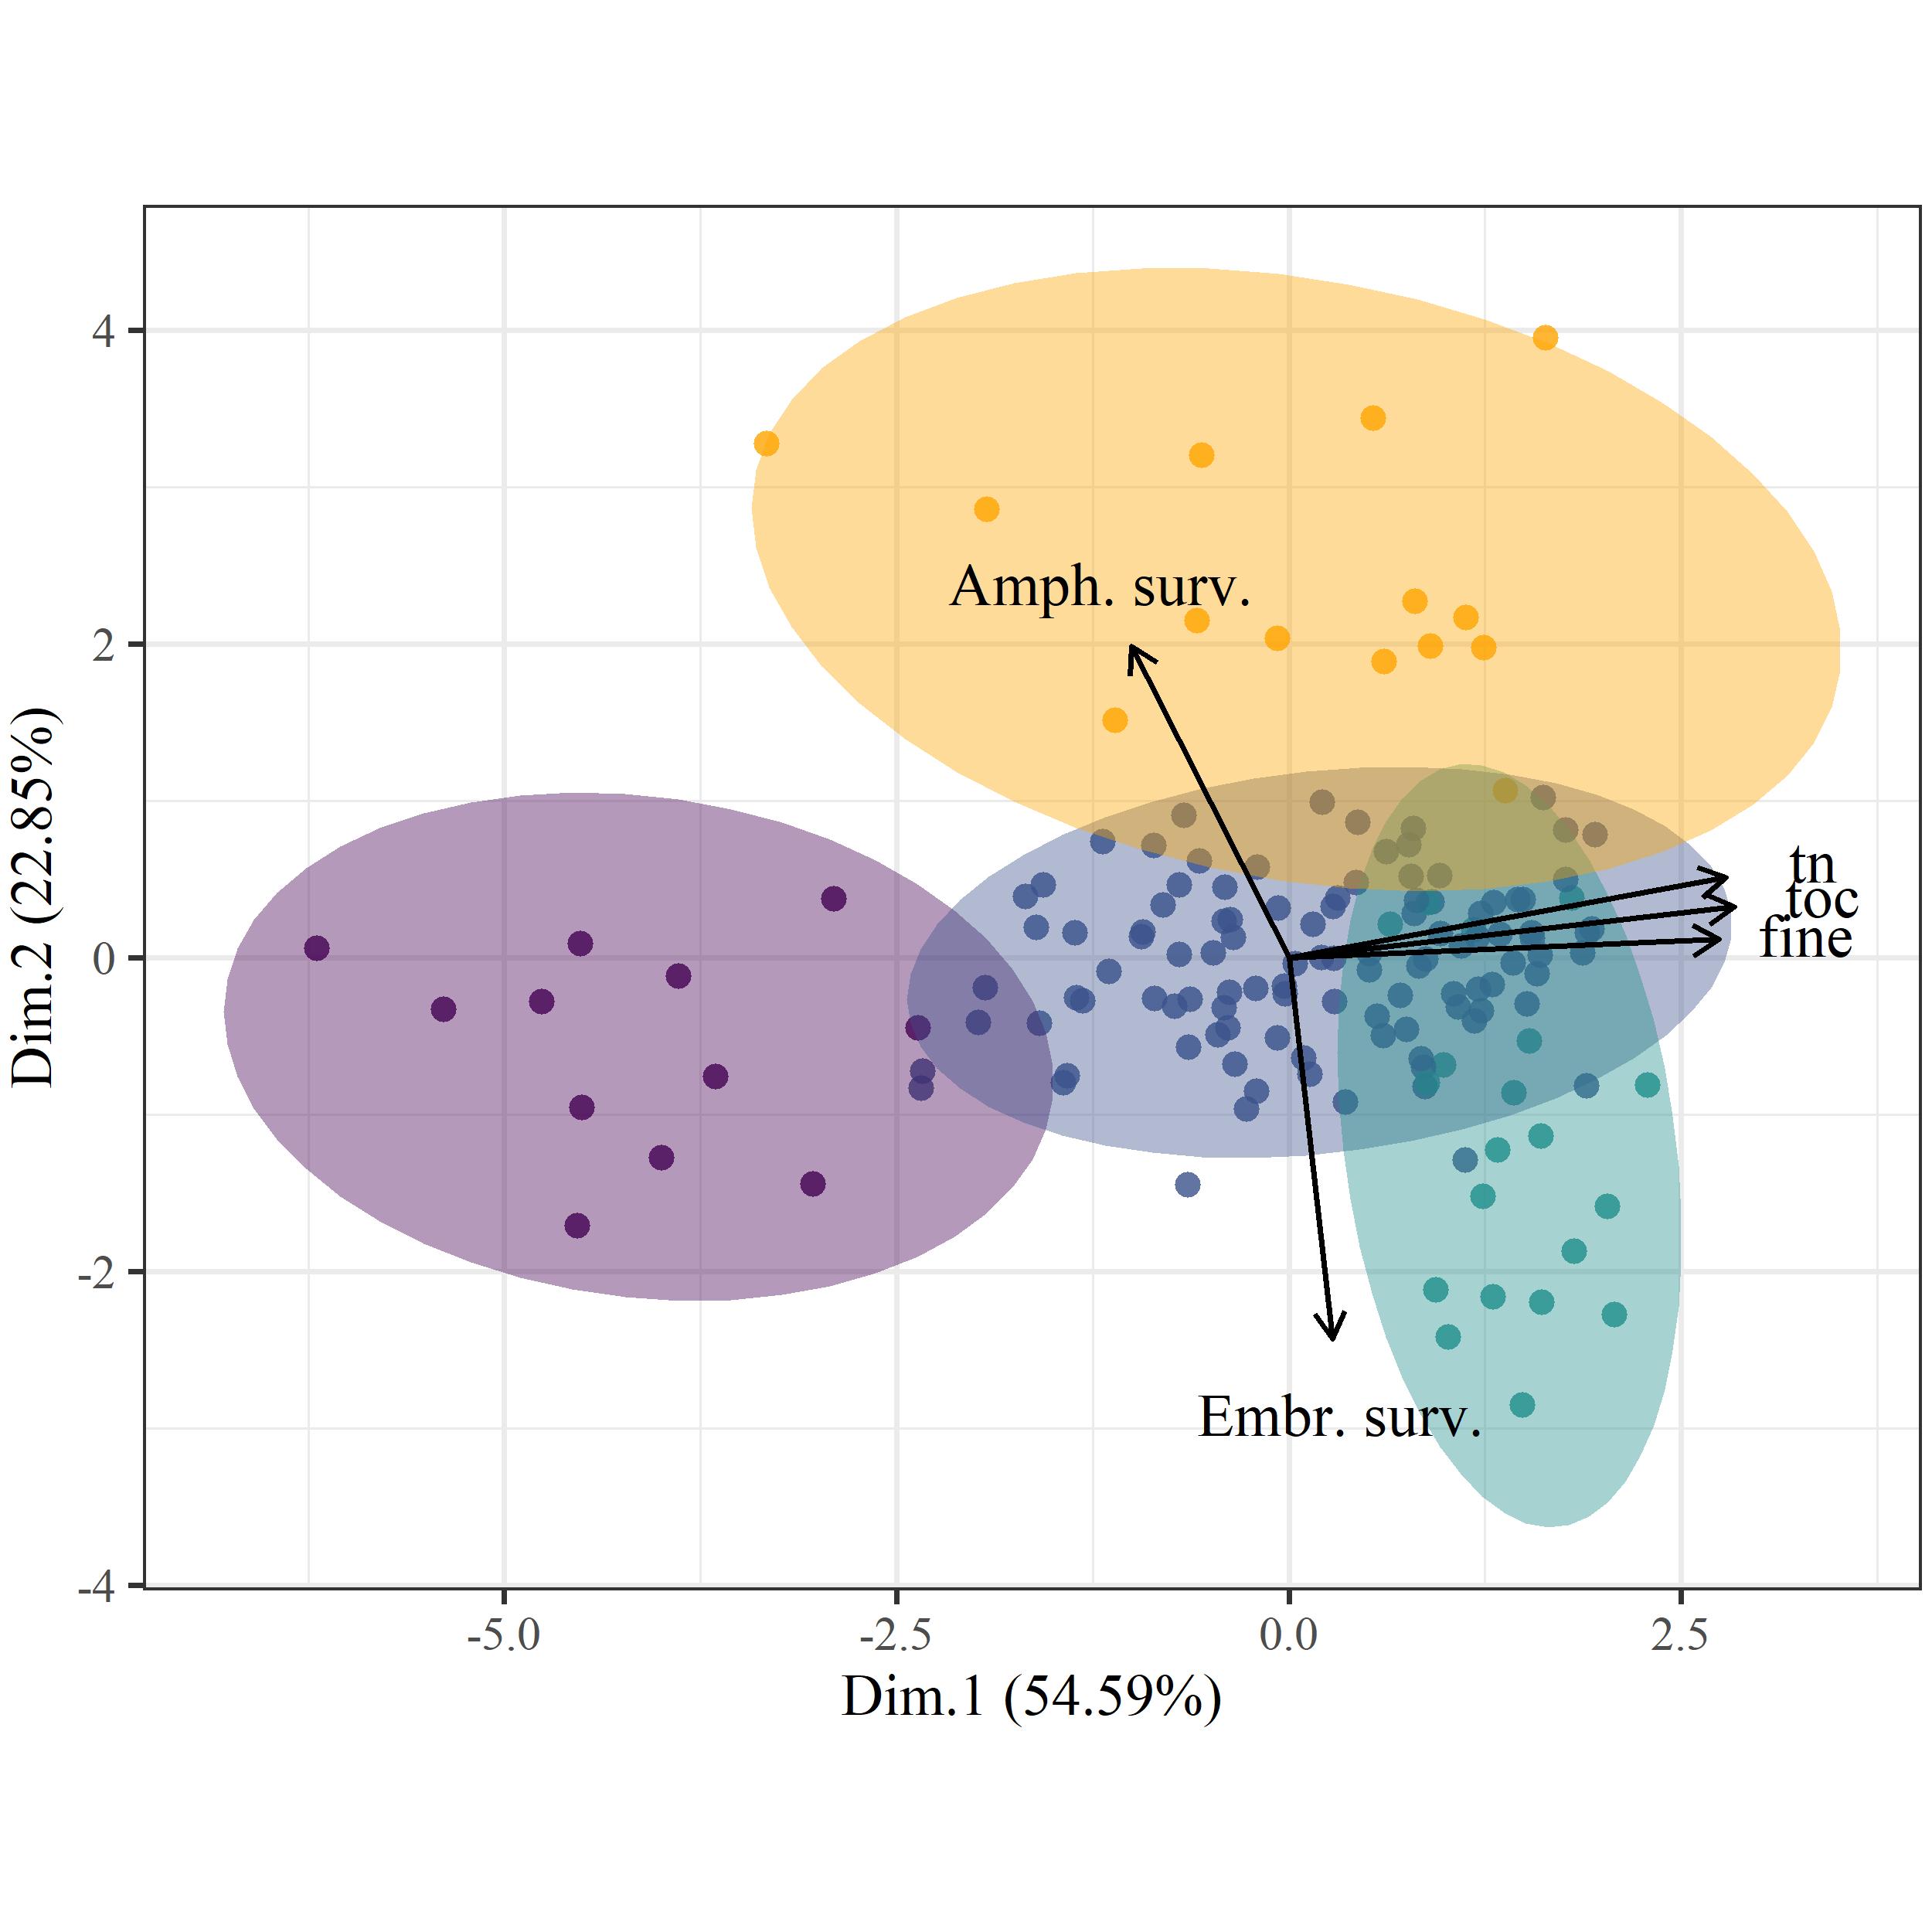 4
2
0
-2
-4
Dim.2 (22.85%)
Amph. surv.
tn
toc
fine
Embr. surv.
-5.0
-2.5
0.0
2.5
Dim.1 (54.59%)